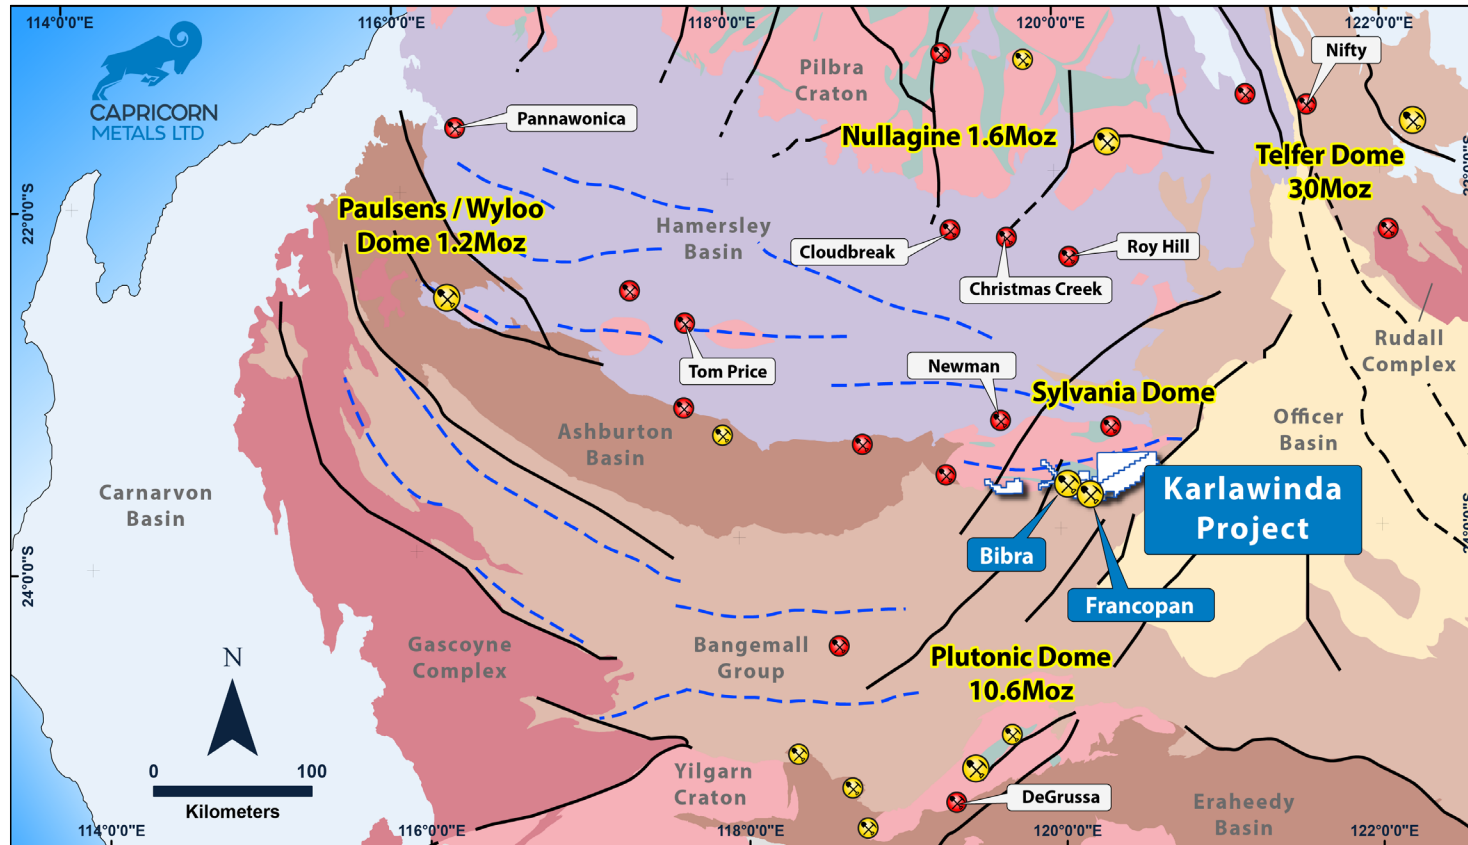 114°0'0"E
116°0'0"E
118°0'0"E
120°0'0"E
122°0'0"E
CAPRICORN
METALS LTD
Pilbra
Craton
Nifty
Pannawonica
Nullagine 1.6Moz
Telfer Dome
30Moz
22°0'0"S
Paulsens / Wyloo
Dome 1.2Moz
Hamersley
Basin
Cloudbreak
Roy Hill
Christmas Creek
Rudall
Complex
Tom Price
Newman
Sylvania Dome
Officer
Basin
Ashburton
Basin
Carnarvon
Basin
Karlawinda
Project
24°0'0"S
Bibra
Francopan
Gascoyne
Complex
Bangemall
Group
Plutonic Dome
10.6Moz
N
0 100
Kilometers
Yilgarn
Craton
DeGrussa
Eraheedy
Basin
114°0'0"E
116°0'0"E
118°0'0"E
120°0'0"E
122°0'0"E